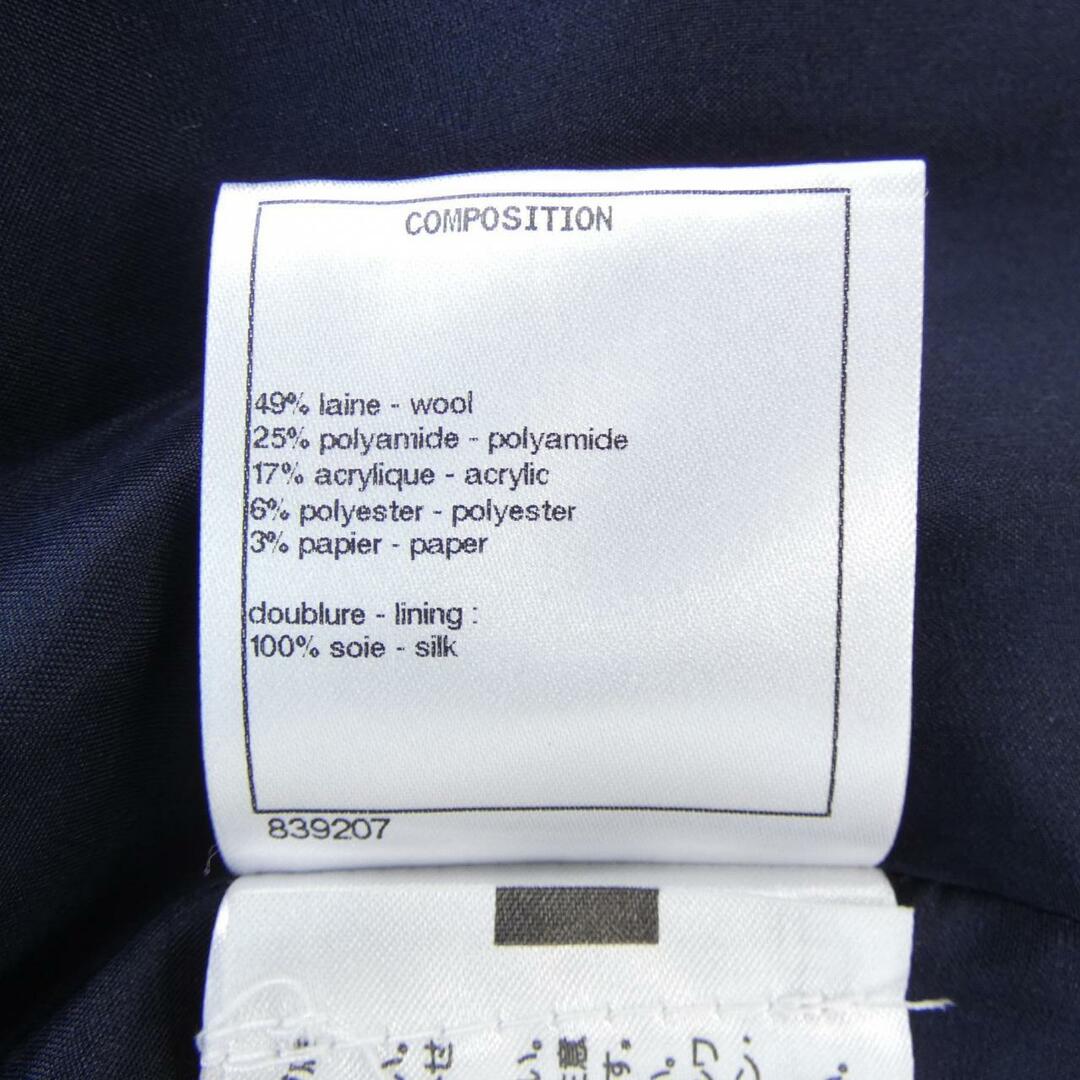 COMPOSITION
49% laine - wool
25% polyamide - polyamide
17% acrylique - acrylic
6% polyester - polyester
3% papier - paper
doublure - lining :
100% soie - silk
839207